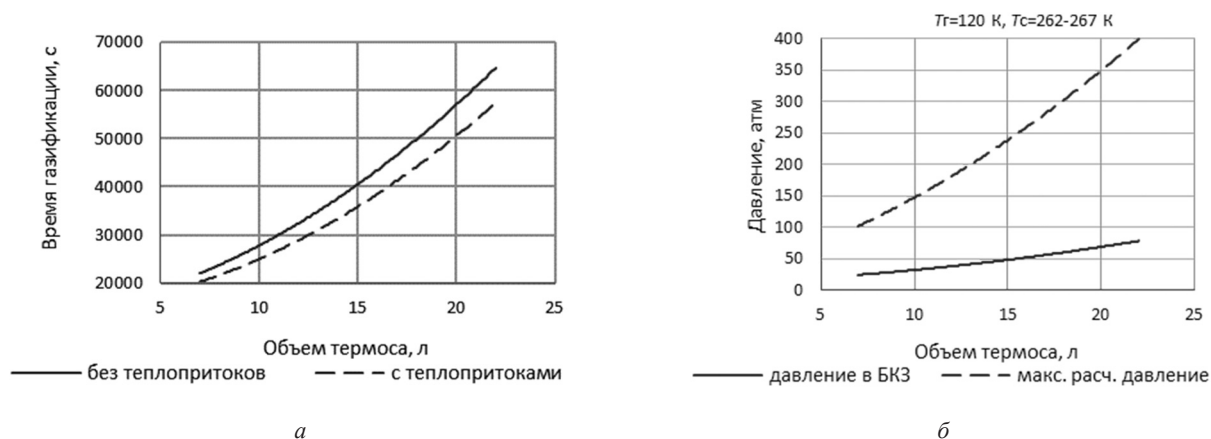 Время газификации, с
70000
60000
50000
40000
30000
20000
5 10 15 20 25
Объем термоса, л
без теплопритоков с теплопритоками
а
Tг=120 К, Tс=262-267 К
Давление, атм
400
350
300
250
200
150
100
50
0
5 10 15 20 25
Объем термоса, л
давление в БКЗ макс. расч. давление
б